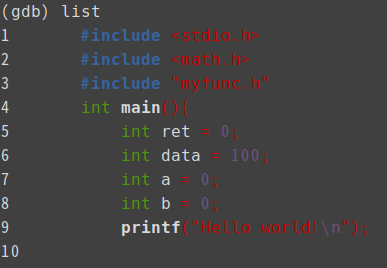 (gdb) list
1 #include <stdio.h>
2 #include <math.h>
3 #include "myfunc.h"
4 int main(){
5 int ret = 0;
6 int data = 100;
7 int a = 0;
8 int b = 0;
9 printf("Hello world!\n");
10